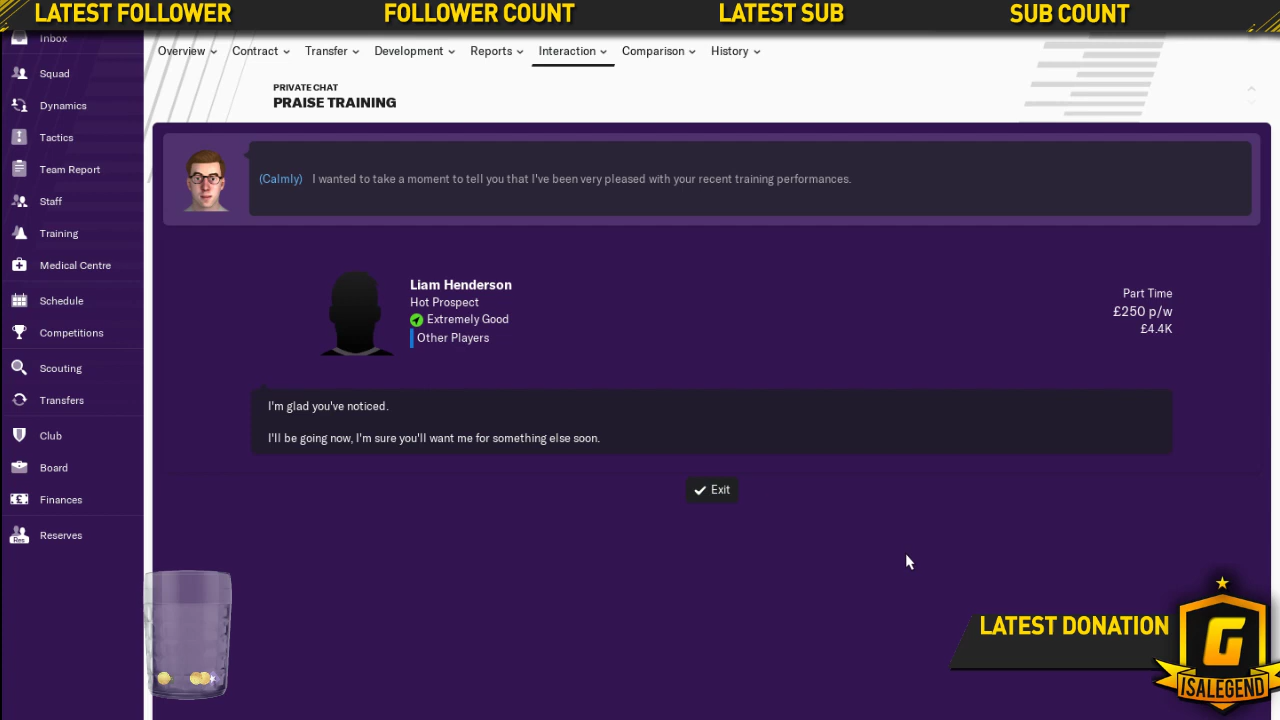 LATEST FOLLOWER
FOLLOWER COUNT
LATEST SUB
SUB COUNT
Inbox
Squad
Dynamics
Tactics
Team Report
Staff
Training
Medical Centre
Schedule
Competitions
Scouting
Transfers
Club
Board
Finances
Res
Reserves
Overview
Contract
Transfer
Development
Reports
Interaction
Comparison
History
PRIVATE CHAT
PRAISE TRAINING
(Calmly) I wanted to take a moment to tell you that I've been very pleased with your recent training performances.
Liam Henderson
Hot Prospect
Extremely Good
Other Players
Part Time
£250 p/w
£4.4K
I'm glad you've noticed.
I'll be going now, I'm sure you'll want me for something else soon.
Exit
LATEST DONATION
G
ISALEGEND